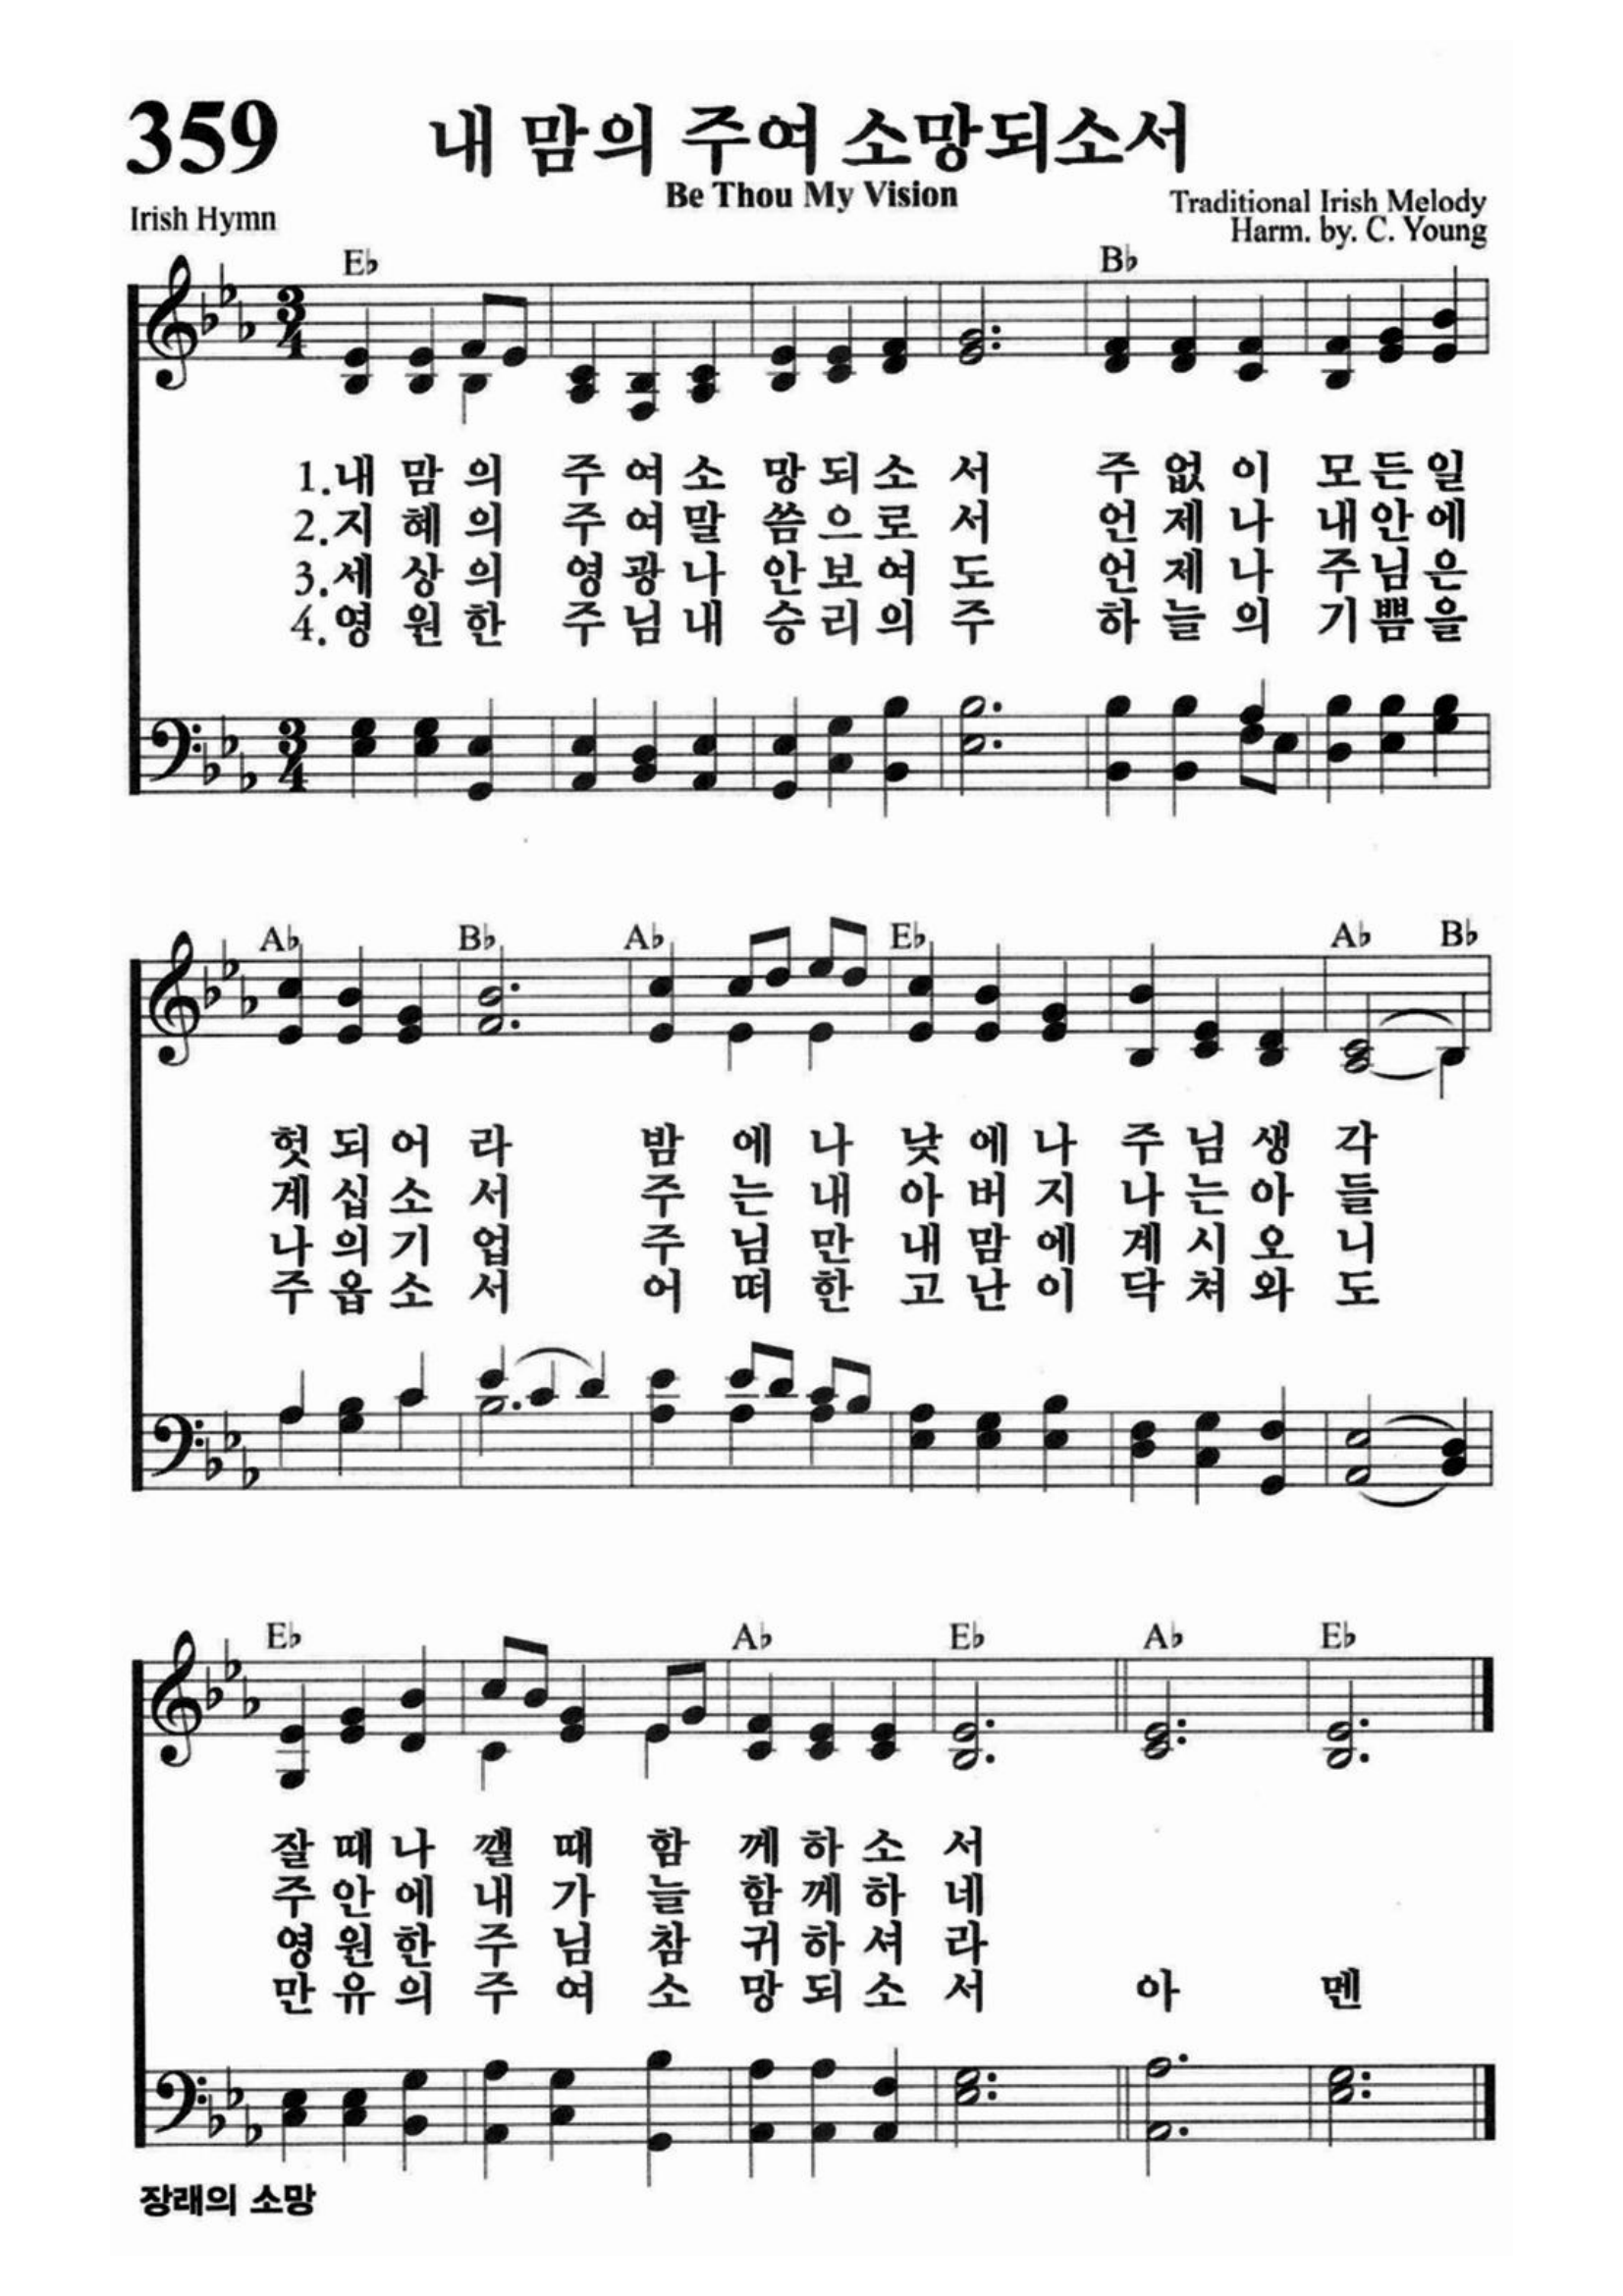 359 내 맘의 주여 소망되소서
Be Thou My Vision
Irish Hymn
Traditional Irish Melody
Harm. by. C. Young
E♭ B♭
3/4
1.내 맘 의 주 여 소 망 되 소 서 주 없 이 모 든 일
2.지 혜 의 주 여 말 씀 으 로 서 언 제 나 내 안 에
3.세 상 의 영 광 나 안 보 여 도 언 제 나 주 님 은
4.영 원 한 주 님 내 승 리 의 주 하 늘 의 기 쁨 을
3/4
A♭ B♭ A♭ E♭ A♭ B♭
헛 되 어 라 밤 에 나 낮 에 나 주 님 생 각
계 십 소 서 주 는 내 아 버 지 나 는 아 들
나 의 기 업 주 님 만 내 맘 에 계 시 오 니
주 옵 소 서 어 떠 한 고 난 이 닥 쳐 와 도
E♭ A♭ E♭ A♭ E♭
잘 때 나 깰 때 함 께 하 소 서
주 안 에 내 가 늘 함 께 하 네
영 원 한 주 님 참 귀 하 셔 라
만 유 의 주 여 소 망 되 소 서 아 멘
장래의 소망